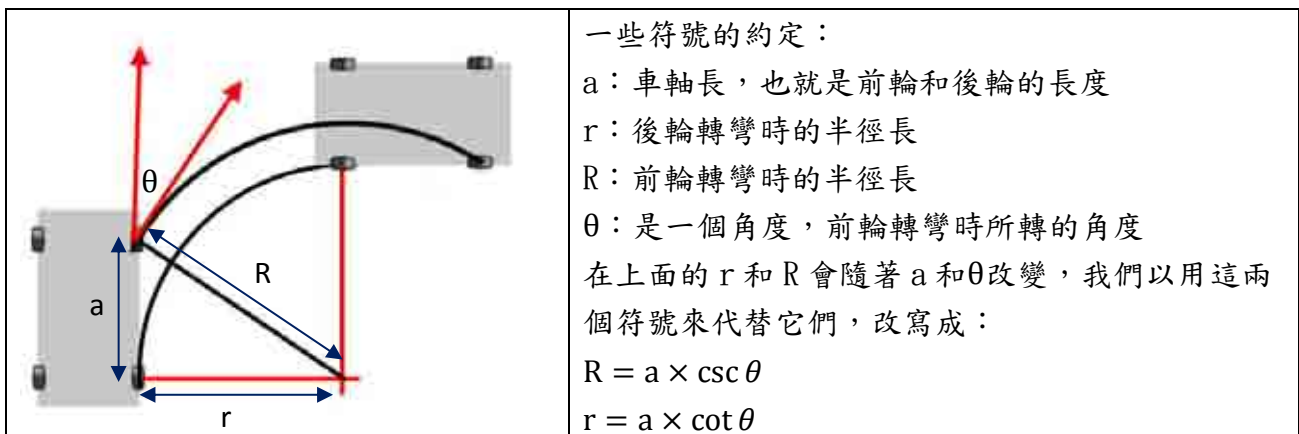 θ
R
a
r
一些符號的約定：
a：車軸長，也就是前輪和後輪的長度
r：後輪轉彎時的半徑長
R：前輪轉彎時的半徑長
θ：是一個角度，前輪轉彎時所轉的角度
在上面的 r 和 R 會隨著 a 和θ改變，我們以用這兩
個符號來代替它們，改寫成：
R = a × csc θ
r = a × cot θ